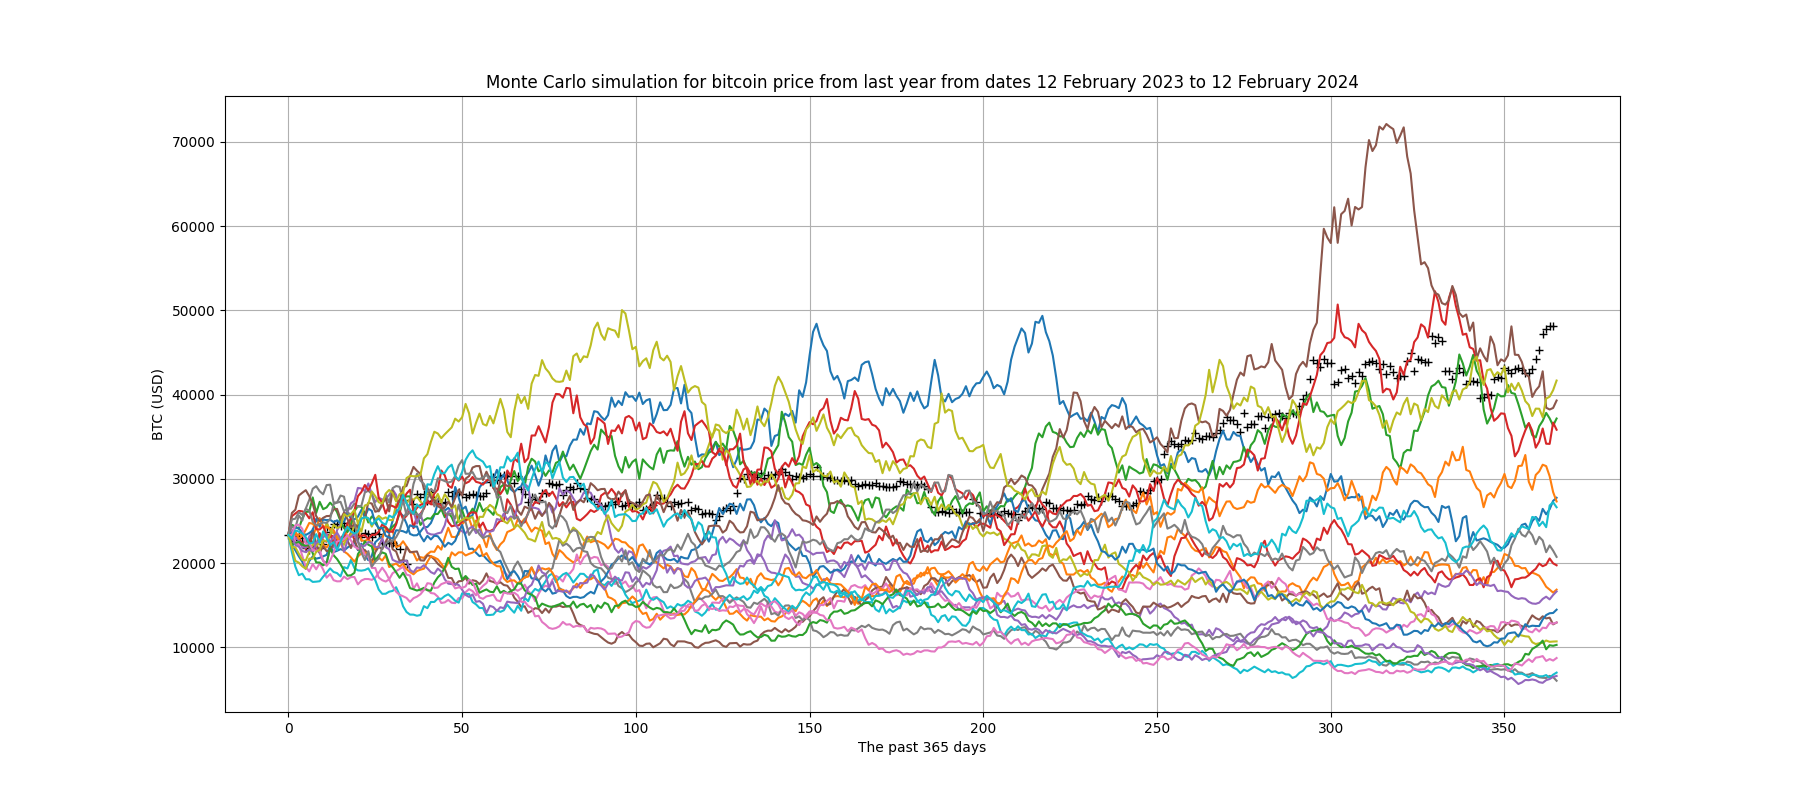 Monte Carlo simulation for bitcoin price from last year from dates 12 February 2023 to 12 February 2024
70000
60000
50000
40000
30000
20000
10000
BTC (USD)
0 50 100 150 200 250 300 350
The past 365 days